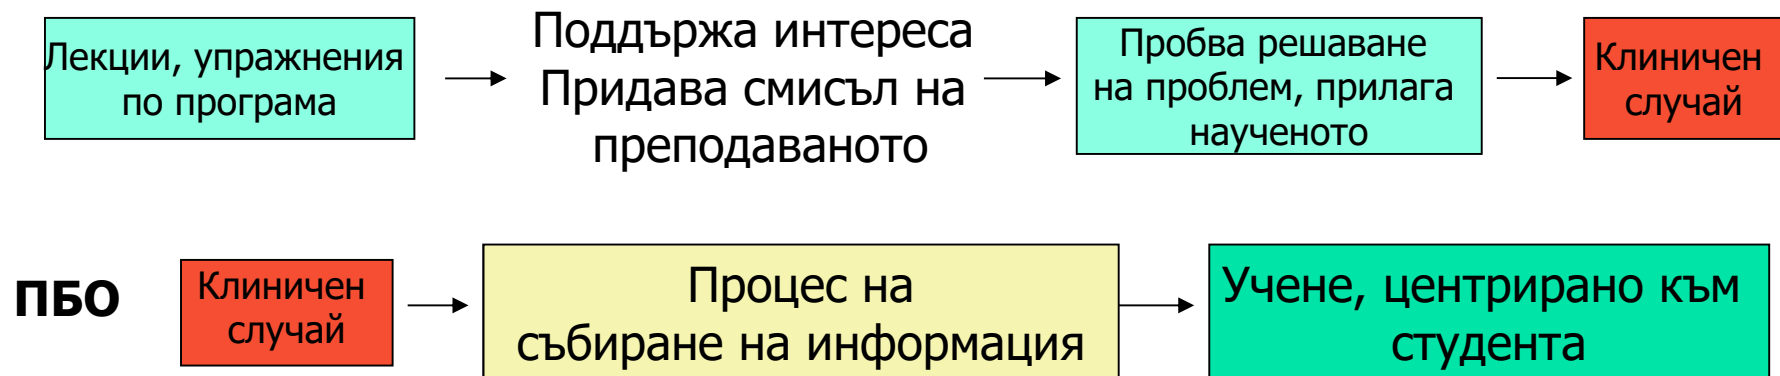 Лекции, упражнения
по програма
Поддържа интереса
Придава смисъл на
преподаваното
Пробва решаване
на проблем, прилага
наученото
Клиничен
случай
ПБО
Клиничен
случай
Процес на
събиране на информация
Учене, центрирано към
студента